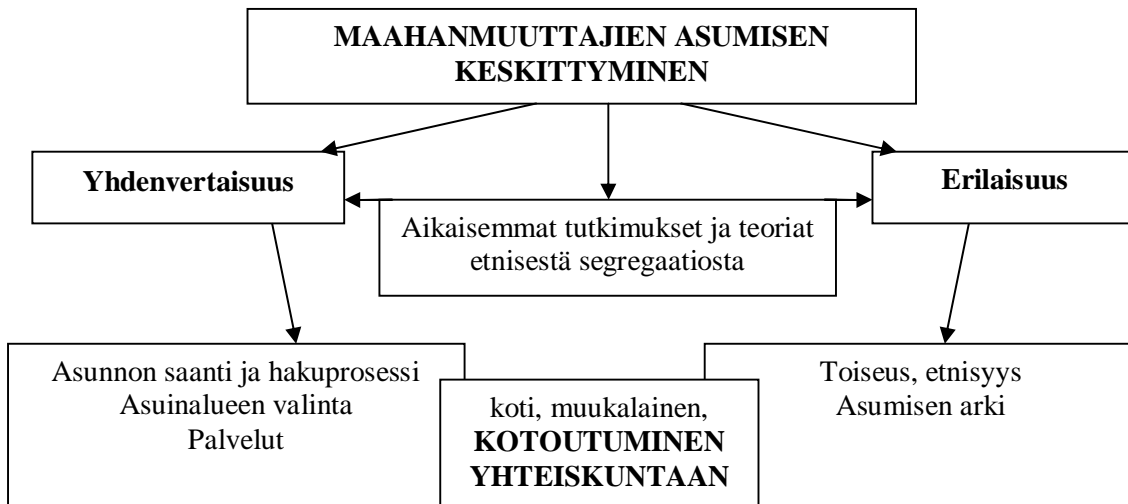 MAAHANMUUTTAJIEN ASUMISEN
KESKITTYMINEN
Yhdenvertaisuus
Erilaisuus
Aikaisemmat tutkimukset ja teoriat
etnisestä segregaatiosta
Asunnon saanti ja hakuprosessi
Asuinalueen valinta
Palvelut
koti, muukalainen,
KOTOUTUMINEN
YHTEISKUNTAAN
Toiseus, etnisyys
Asumisen arki